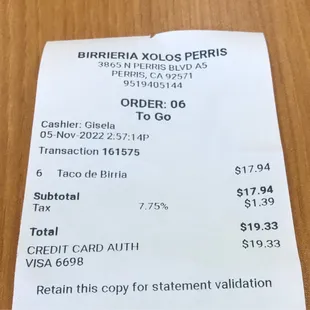 BIRRIERIA XOLOS PERRIS
3865 N PERRIS BLVD A5
PERRIS, CA 92571
9519405144
ORDER: 06
To Go
Cashier: Gisela
05-Nov-2022 2:57:14P
Transaction 161575
6 Taco de Birria $17.94
Subtotal $17.94
Tax 7.75% $1.39
Total $19.33
CREDIT CARD AUTH $19.33
VISA 6698
Retain this copy for statement validation